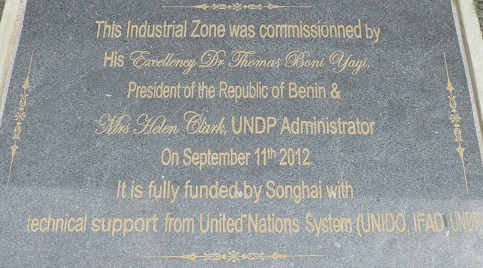 This Industrial Zone was commissionned by
His Excellency Dr Thomas Boni Yayi,
President of the Republic of Benin &
Mrs Helen Clark, UNDP Administrator
On September 11th 2012.
It is fully funded by Songhai with
technical support from United Nations System (UNIDO, IFAD, UNDP